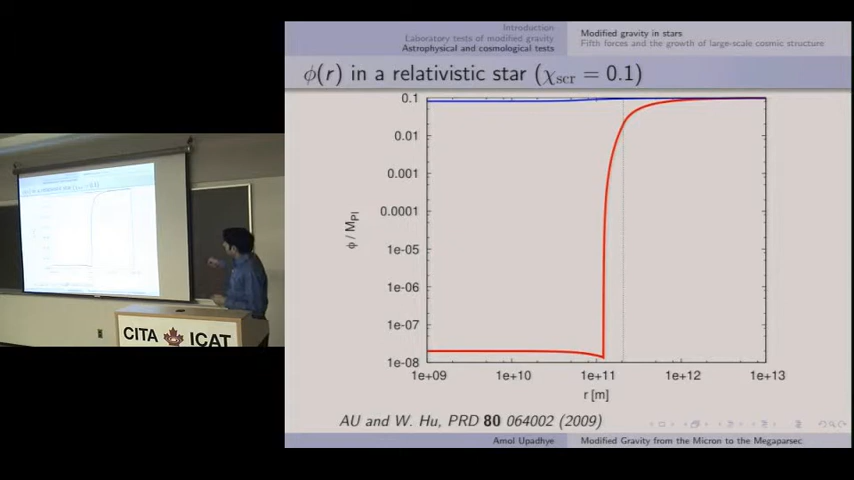 Introduction
Laboratory tests of modified gravity
Astrophysical and cosmological tests
Modified gravity in stars
Fifth forces and the growth of large-scale cosmic structure
ϕ(r) in a relativistic star (χscr = 0.1)
0.1
0.01
0.001
0.0001
1e-05
1e-06
1e-07
1e-08
ϕ / MPl
1e+09 1e+10 1e+11 1e+12 1e+13
r [m]
AU and W. Hu, PRD 80 064002 (2009)
Amol Upadhye
Modified Gravity from the Micron to the Megaparsec
CITA ICAT